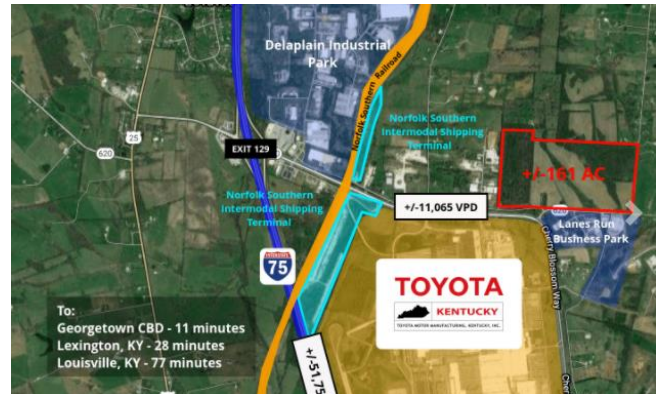 Delaplain Industrial
Park
Norfolk Southern Railroad
25
620
EXIT 129
Norfolk Southern
Intermodal Shipping
Terminal
+/-161 AC
Norfolk Southern
Intermodal Shipping
Terminal
+/-11,065 VPD
Lanes Run
Business Park
Cherry Blossom Way
INTERSTATE
75
TOYOTA
KENTUCKY
TOYOTA MOTOR MANUFACTURING, KENTUCKY, INC.
To:
Georgetown CBD - 11 minutes
Lexington, KY - 28 minutes
Louisville, KY - 77 minutes
+/-51,75
Cher